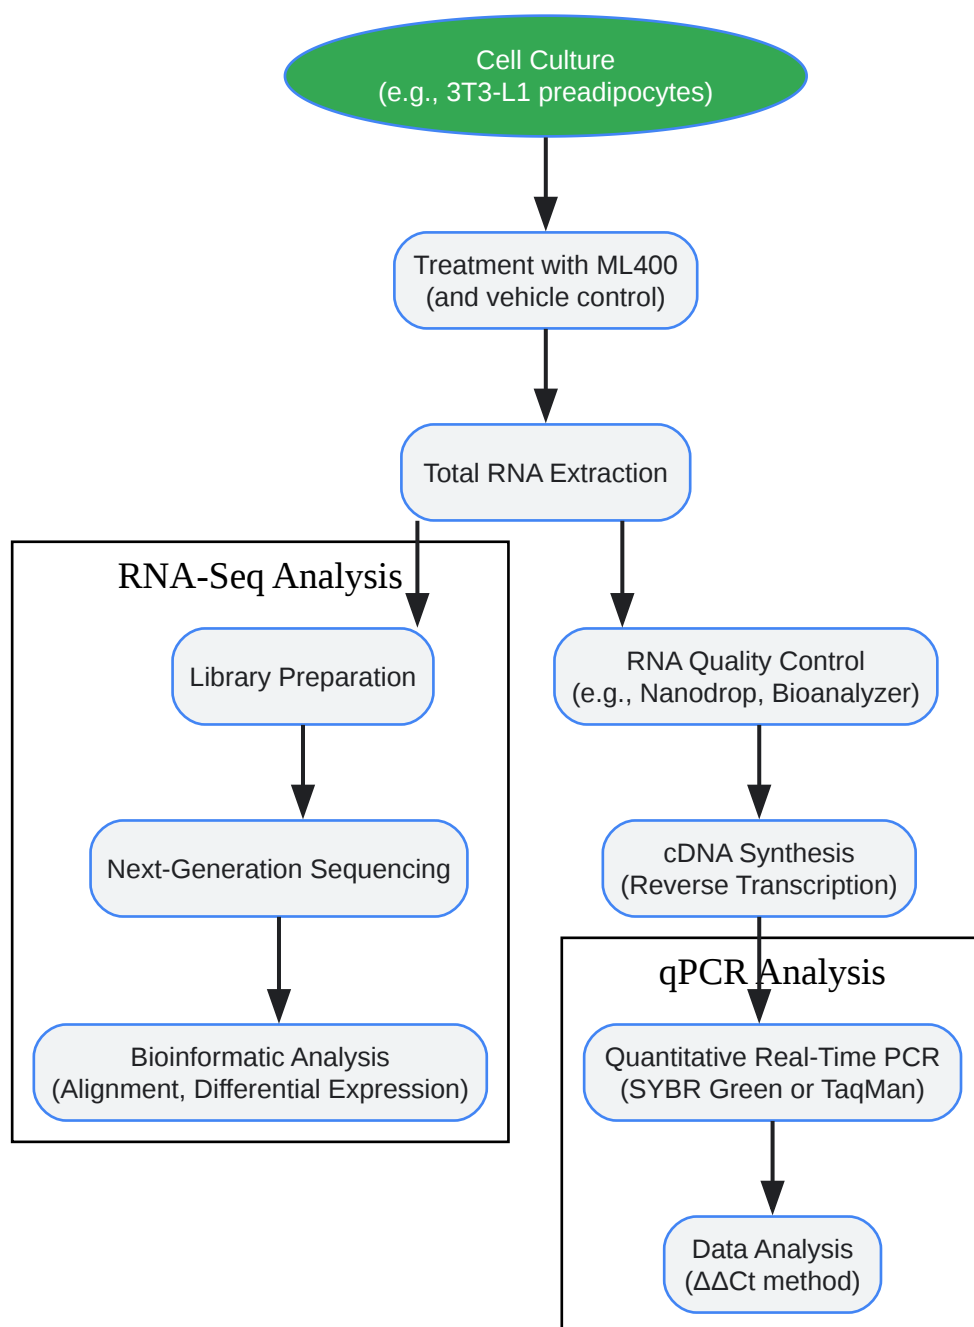 Cell Culture
(e.g., 3T3-L1 preadipocytes)
Treatment with ML400
(and vehicle control)
Total RNA Extraction
RNA-Seq Analysis
Library Preparation
Next-Generation Sequencing
Bioinformatic Analysis
(Alignment, Differential Expression)
RNA Quality Control
(e.g., Nanodrop, Bioanalyzer)
cDNA Synthesis
(Reverse Transcription)
qPCR Analysis
Quantitative Real-Time PCR
(SYBR Green or TaqMan)
Data Analysis
(ΔΔCt method)